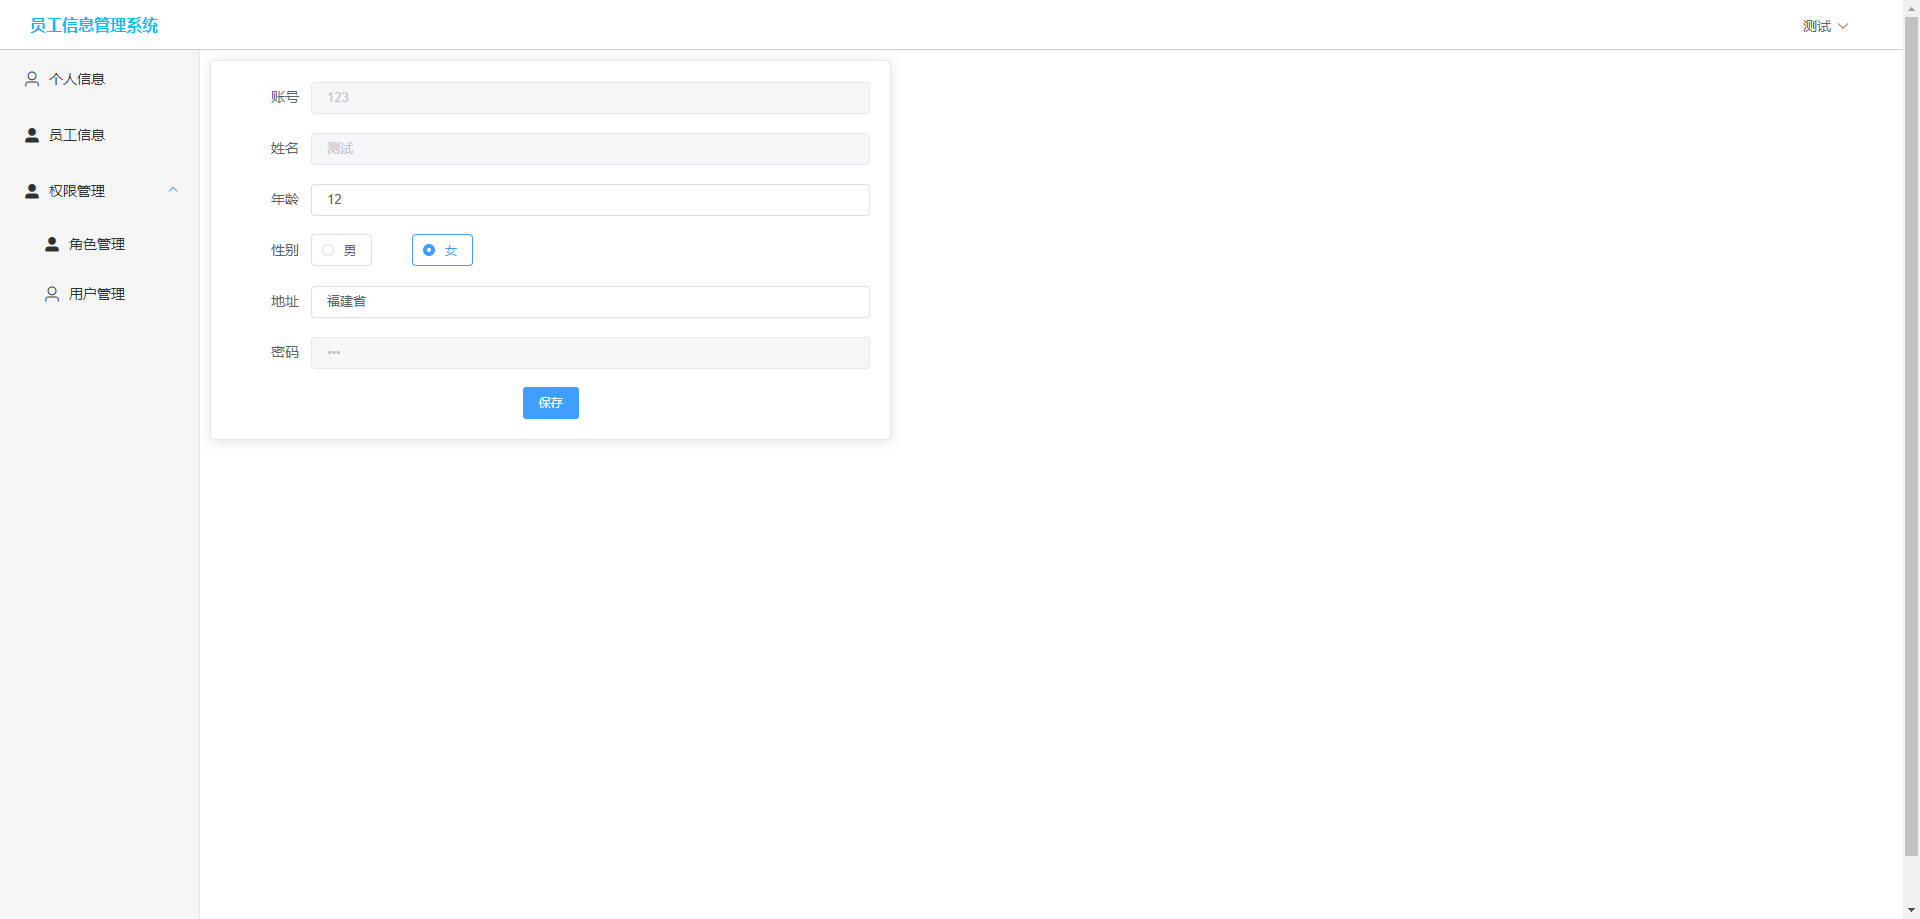 员工信息管理系统
测试
个人信息
员工信息
权限管理
角色管理
用户管理
账号 123
姓名 测试
年龄 12
性别 男 女
地址 福建省
密码 •••
保存